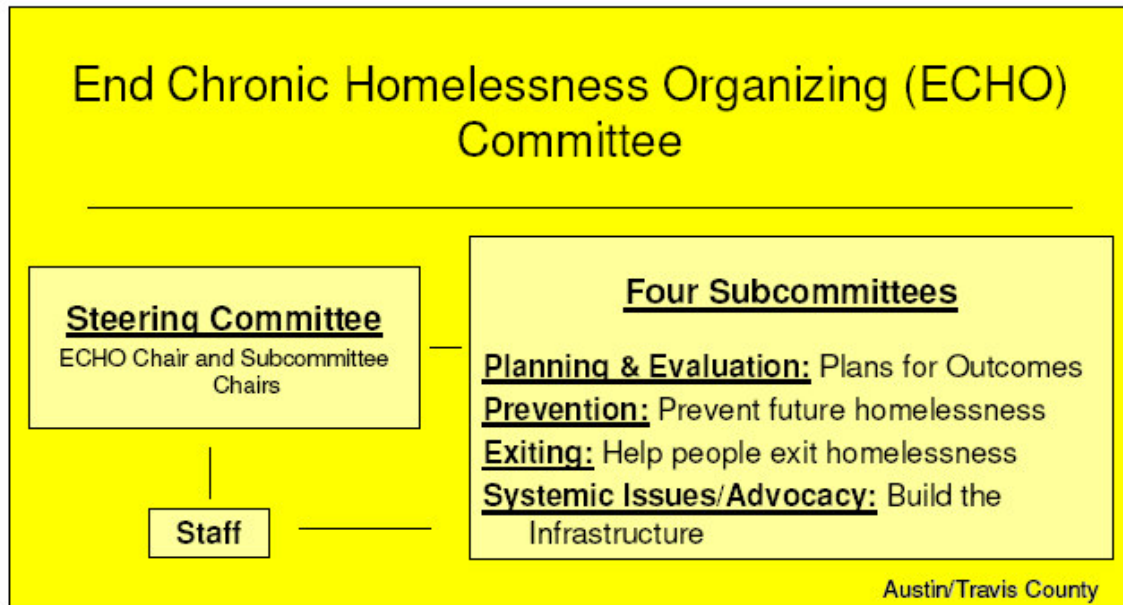 End Chronic Homelessness Organizing (ECHO)
Committee
Steering Committee
ECHO Chair and Subcommittee
Chairs
Staff
Four Subcommittees
Planning & Evaluation: Plans for Outcomes
Prevention: Prevent future homelessness
Exiting: Help people exit homelessness
Systemic Issues/Advocacy: Build the
Infrastructure
Austin/Travis County